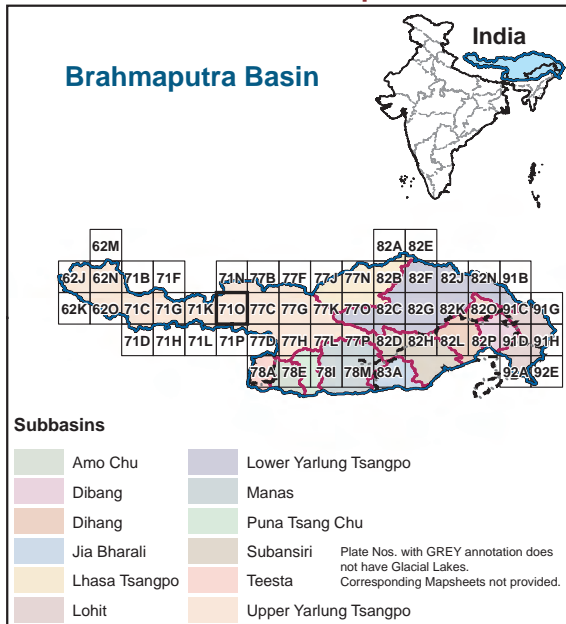 India
Brahmaputra Basin
62M 82A 82E
62J 62N 71B 71F 71N 77B 77F 77J 77N 82B 82F 82J 82N 91B
62K 62O 71C 71G 71K 71O 77C 77G 77K 77O 82C 82G 82K 82O 91C 91G
71D 71H 71L 71P 77D 77H 77L 77P 82D 82H 82L 82P 91D 91H
78A 78E 78I 78M 83A 92A 92E
Subbasins
Amo Chu
Dibang
Dihang
Jia Bharali
Lhasa Tsangpo
Lohit
Lower Yarlung Tsangpo
Manas
Puna Tsang Chu
Subansiri
Teesta
Upper Yarlung Tsangpo
Plate Nos. with GREY annotation does
not have Glacial Lakes.
Corresponding Mapsheets not provided.